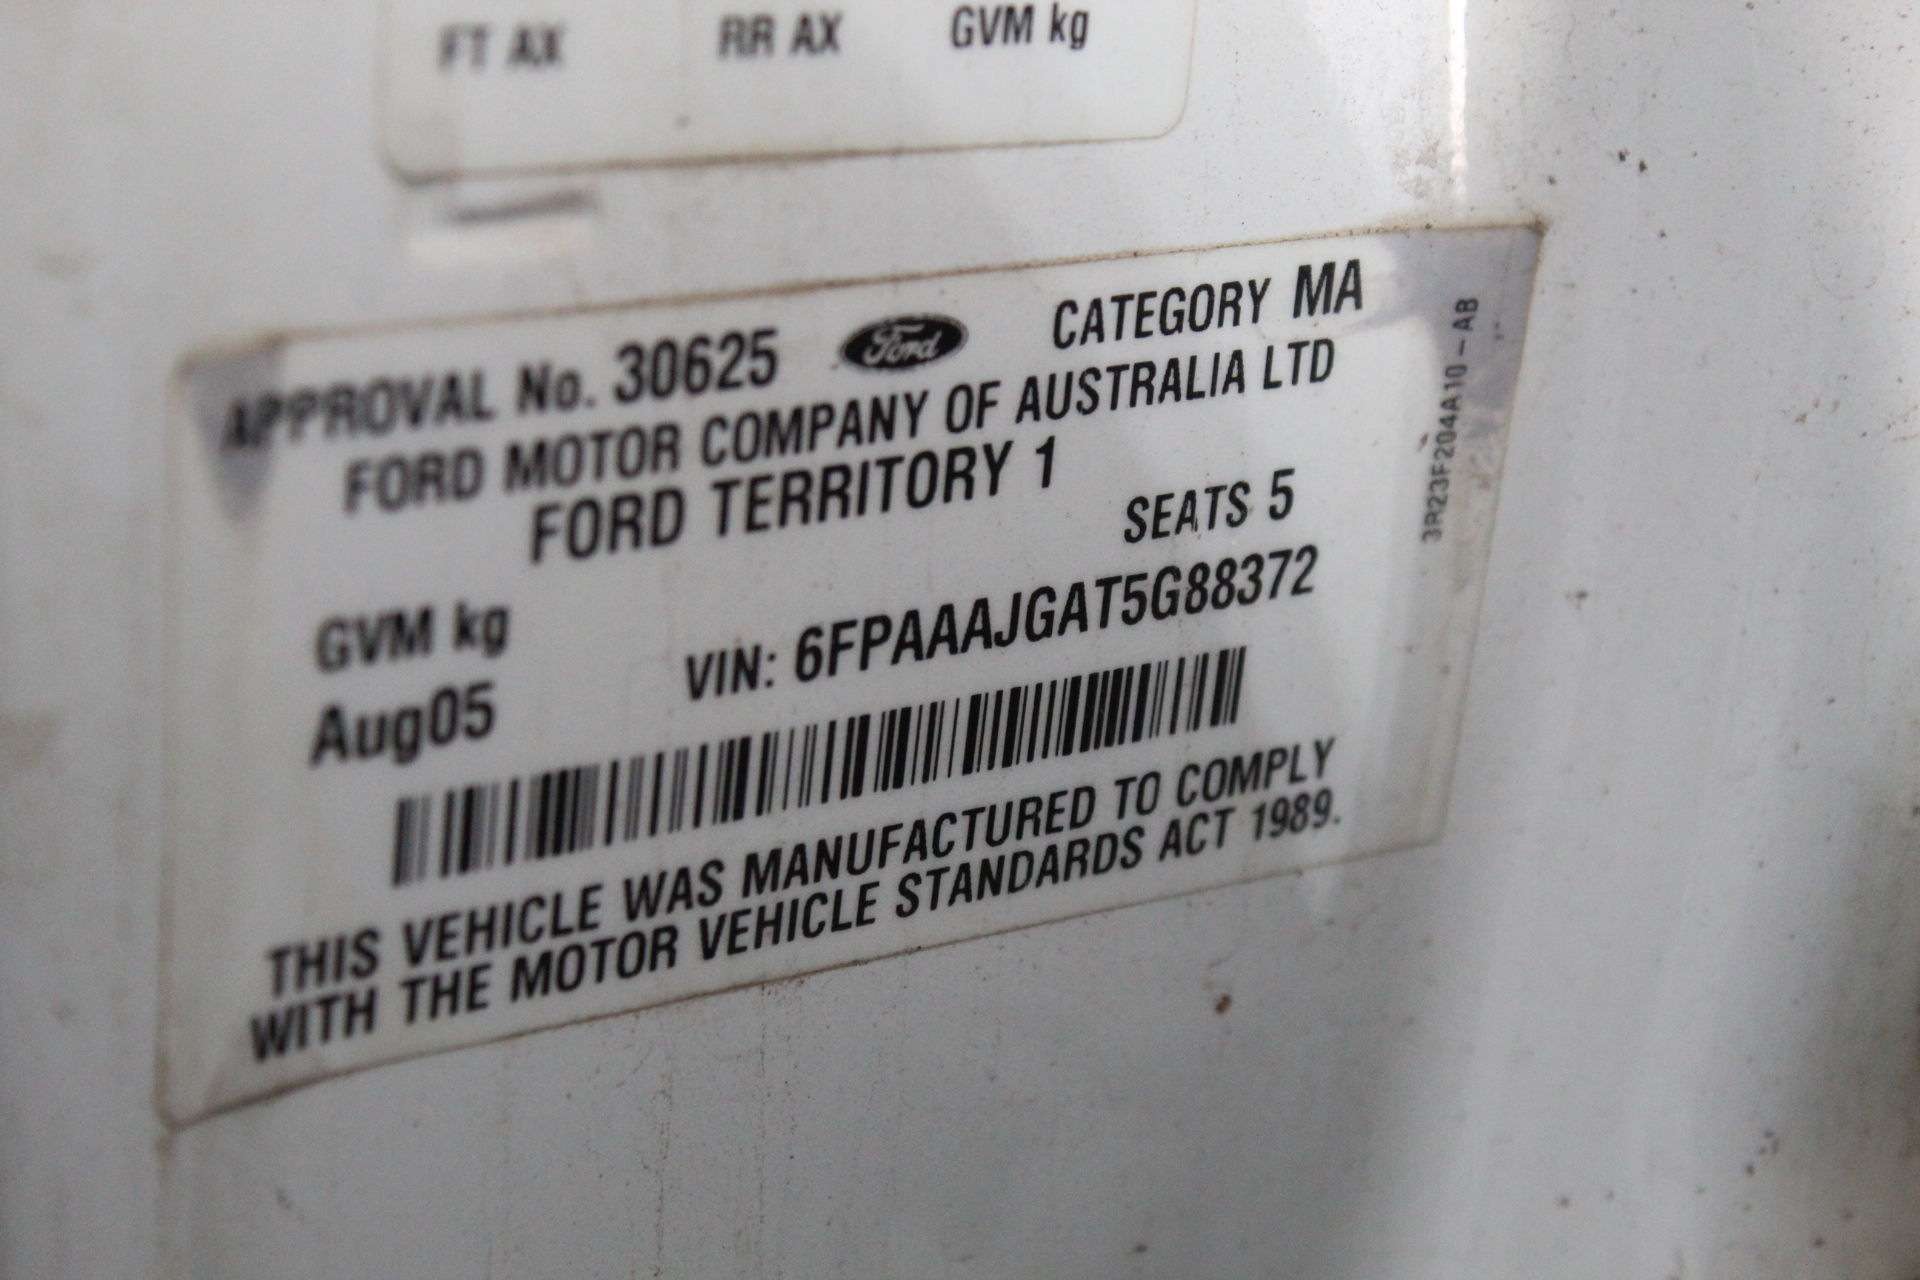 FT AX RR AX GVM kg
APPROVAL No. 30625 Ford CATEGORY MA
FORD MOTOR COMPANY OF AUSTRALIA LTD
FORD TERRITORY 1
SEATS 5
GVM kg
VIN: 6FPAAAJGAT5G88372
Aug05
THIS VEHICLE WAS MANUFACTURED TO COMPLY
WITH THE MOTOR VEHICLE STANDARDS ACT 1989.
3R23F204A10-AB